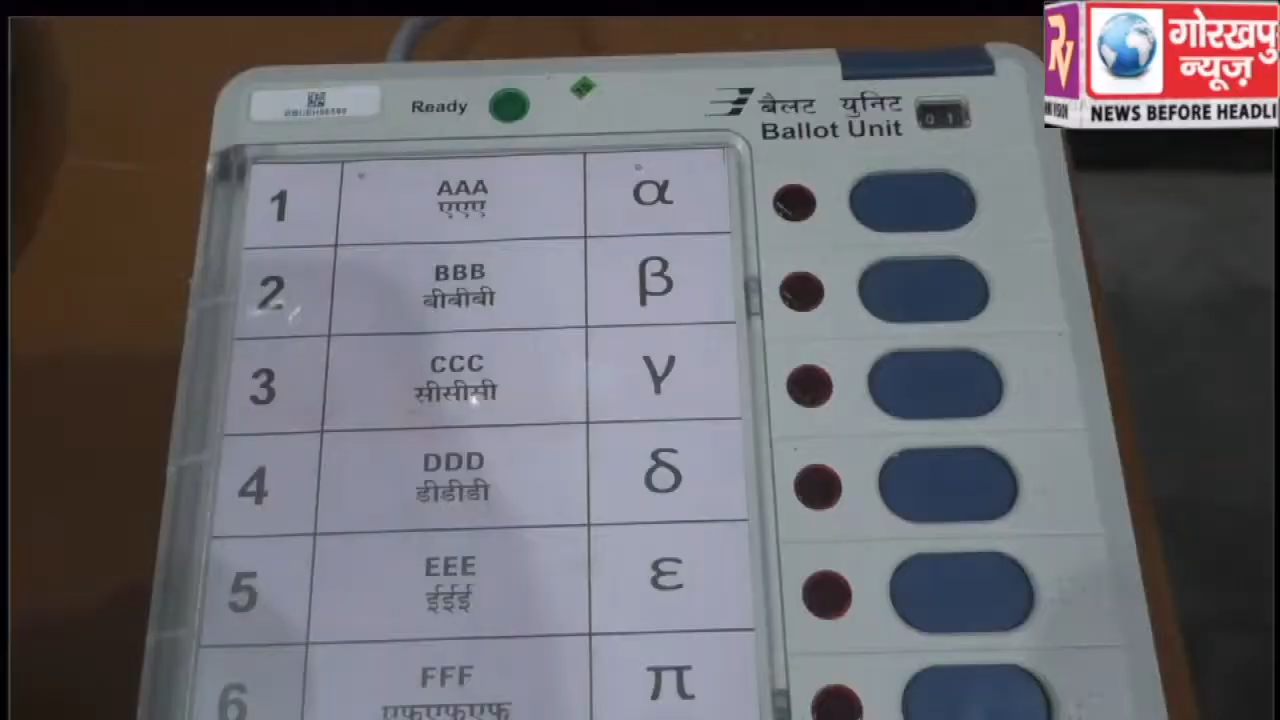 Ready
बैलट युनिट
Ballot Unit
01
1
AAA
एएए
α
2
BBB
बीबीबी
β
3
CCC
सीसीसी
γ
4
DDD
डीडीडी
δ
5
EEE
ईईई
ε
6
FFF
एफएफएफ
π
गोरखपु
न्यूज़
NEWS BEFORE HEADLI